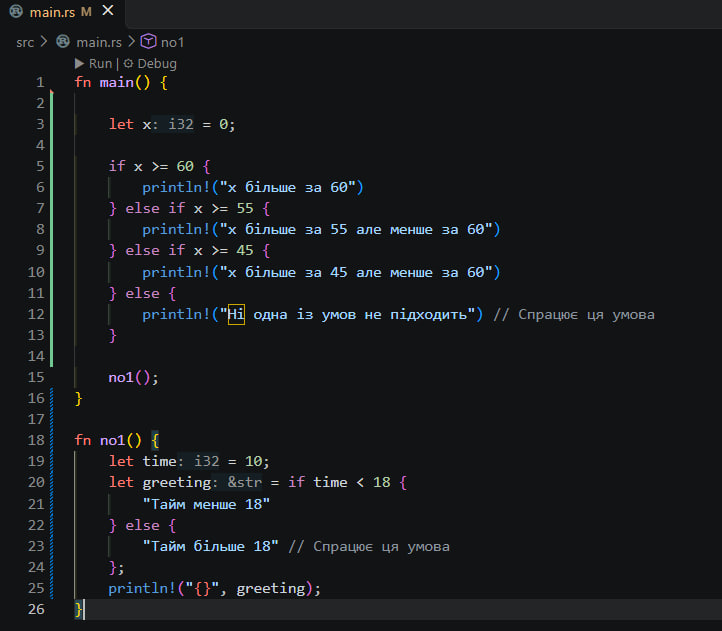 main.rs M
src > main.rs > no1
Run | Debug
1 fn main() {
2
3     let x: i32 = 0;
4
5     if x >= 60 {
6         println!("x більше за 60")
7     } else if x >= 55 {
8         println!("x більше за 55 але менше за 60")
9     } else if x >= 45 {
10         println!("x більше за 45 але менше за 60")
11     } else {
12         println!("Ні одна із умов не підходить") // Спрацює ця умова
13     }
14
15     no1();
16 }
17
18 fn no1() {
19     let time: i32 = 10;
20     let greeting: &str = if time < 18 {
21         "Тайм менше 18"
22     } else {
23         "Тайм більше 18" // Спрацює ця умова
24     };
25     println!("{}", greeting);
26 }